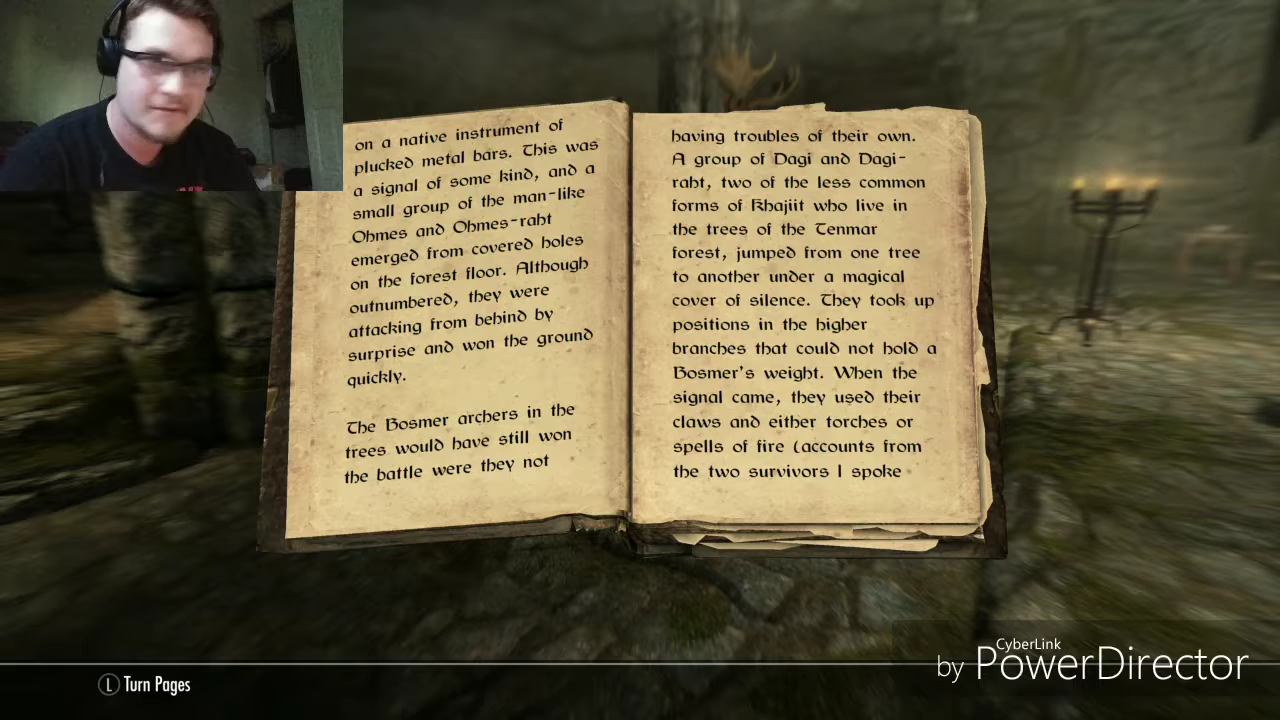 on a native instrument of
plucked metal bars. This was
a signal of some kind, and a
small group of the man-like
Ohmes and Ohmes-raht
emerged from covered holes
on the forest floor. Although
outnumbered, they were
attacking from behind by
surprise and won the ground
quickly.
The Bosmer archers in the
trees would have still won
the battle were they not
having troubles of their own.
A group of Dagi and Dagi-
raht, two of the less common
forms of Khajiit who live in
the trees of the Tenmar
forest, jumped from one tree
to another under a magical
cover of silence. They took up
positions in the higher
branches that could not hold a
Bosmer's weight. When the
signal came, they used their
claws and either torches or
spells of fire (accounts from
the two survivors I spoke
L Turn Pages
by CyberLink
PowerDirector